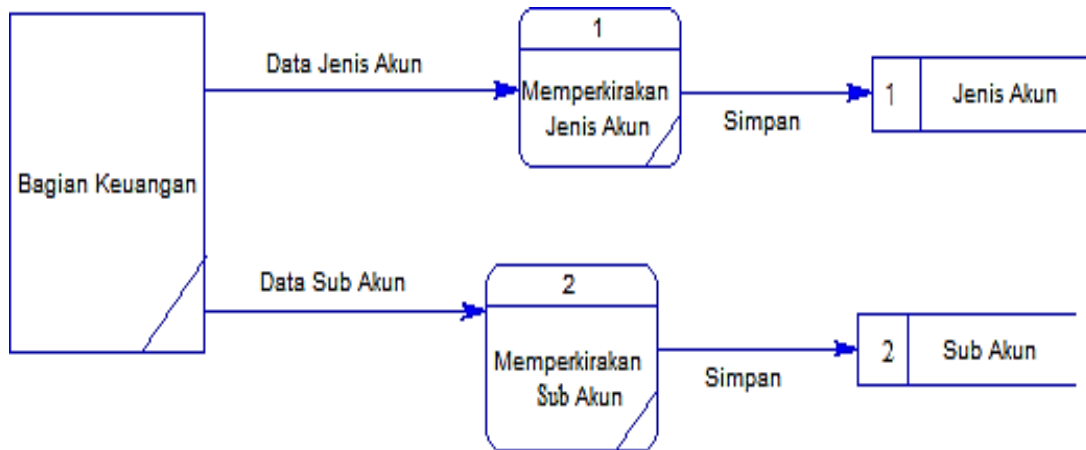 Bagian Keuangan
Data Jenis Akun
1
Memperkirakan
Jenis Akun
Simpan
1
Jenis Akun
Data Sub Akun
2
Memperkirakan
Sub Akun
Simpan
2
Sub Akun